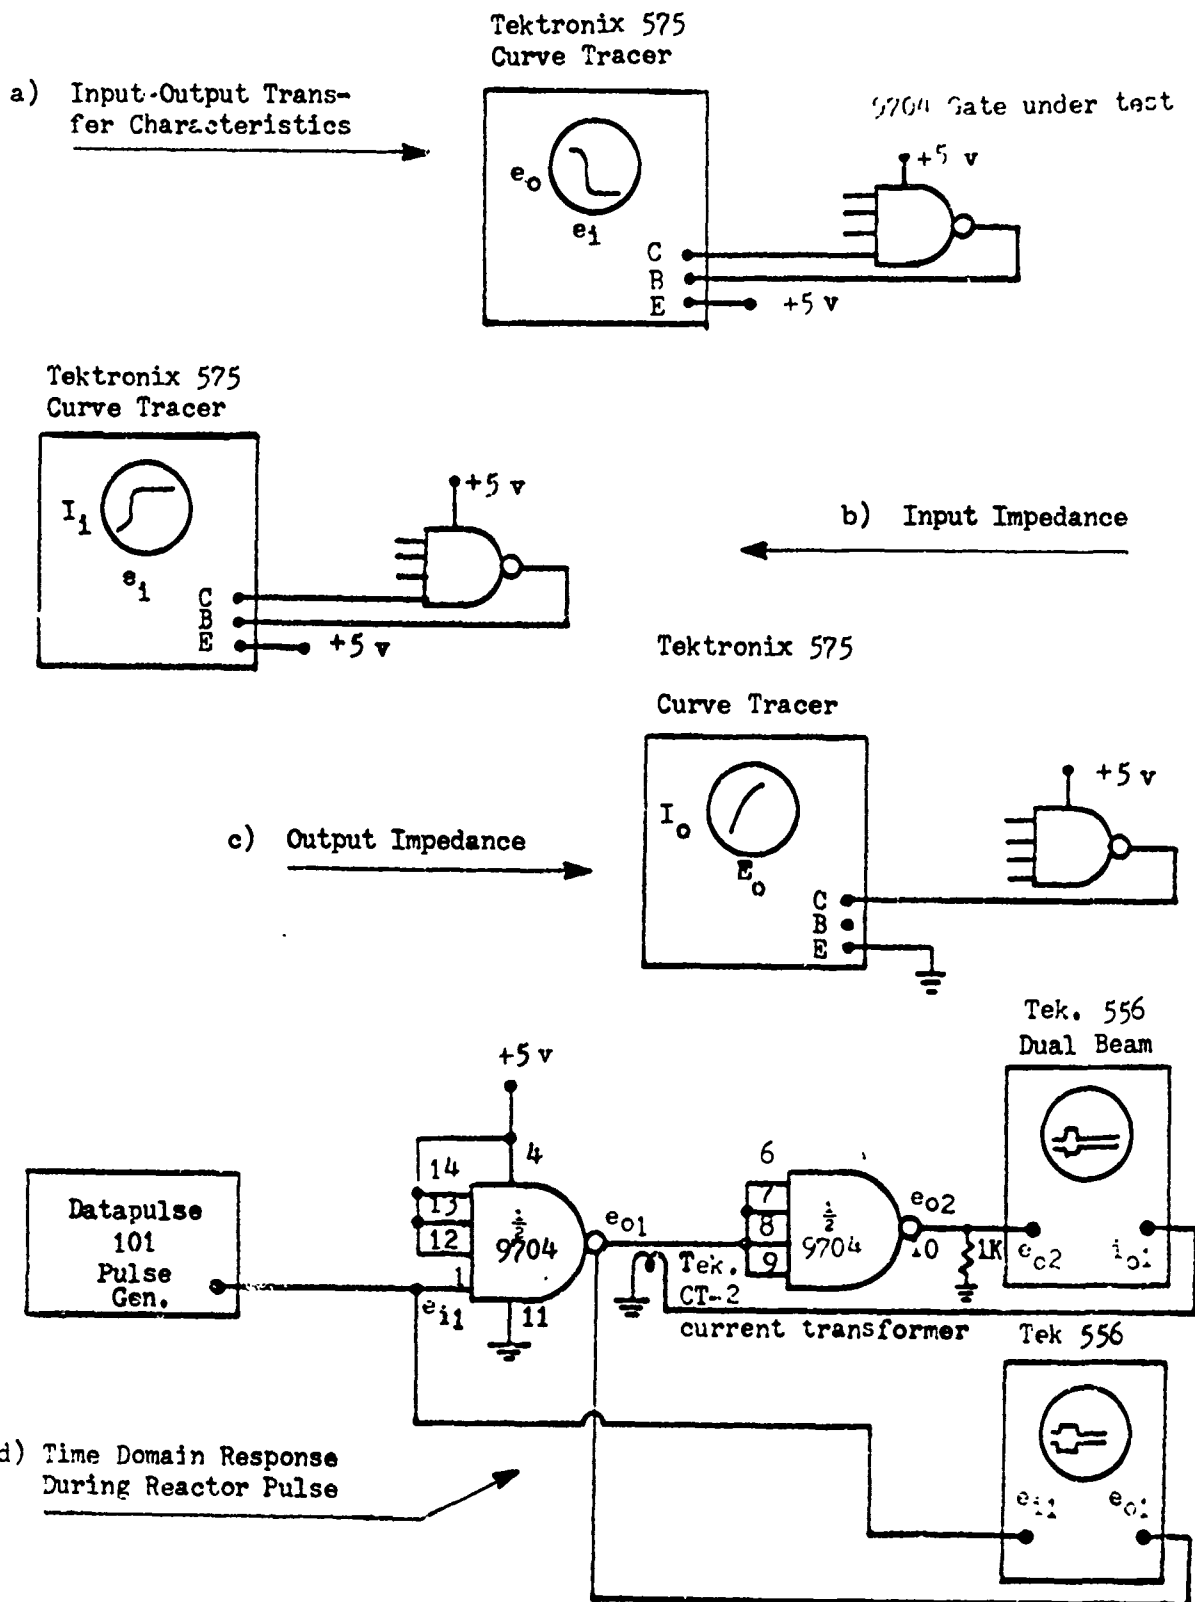 Tektronix 575
Curve Tracer
a) Input-Output Trans-
fer Characteristics
9704 Gate under test
+5 v
e_o
e_i
C
B
E
+5 v
Tektronix 575
Curve Tracer
I_i
e_i
+5 v
C
B
E
+5 v
b) Input Impedance
Tektronix 575
Curve Tracer
c) Output Impedance
I_o
E_o
+5 v
C
B
E
Tek. 556
Dual Beam
+5 v
4
14
13
12
1
1/2
9704
11
Datapulse
101
Pulse
Gen.
e_i1
e_o1
6
7
8
9
1/2
9704
e_o2
10
1K
e_o2
i_o1
Tek.
CT-2
current transformer
Tek 556
e_i1
e_o1
d) Time Domain Response
During Reactor Pulse